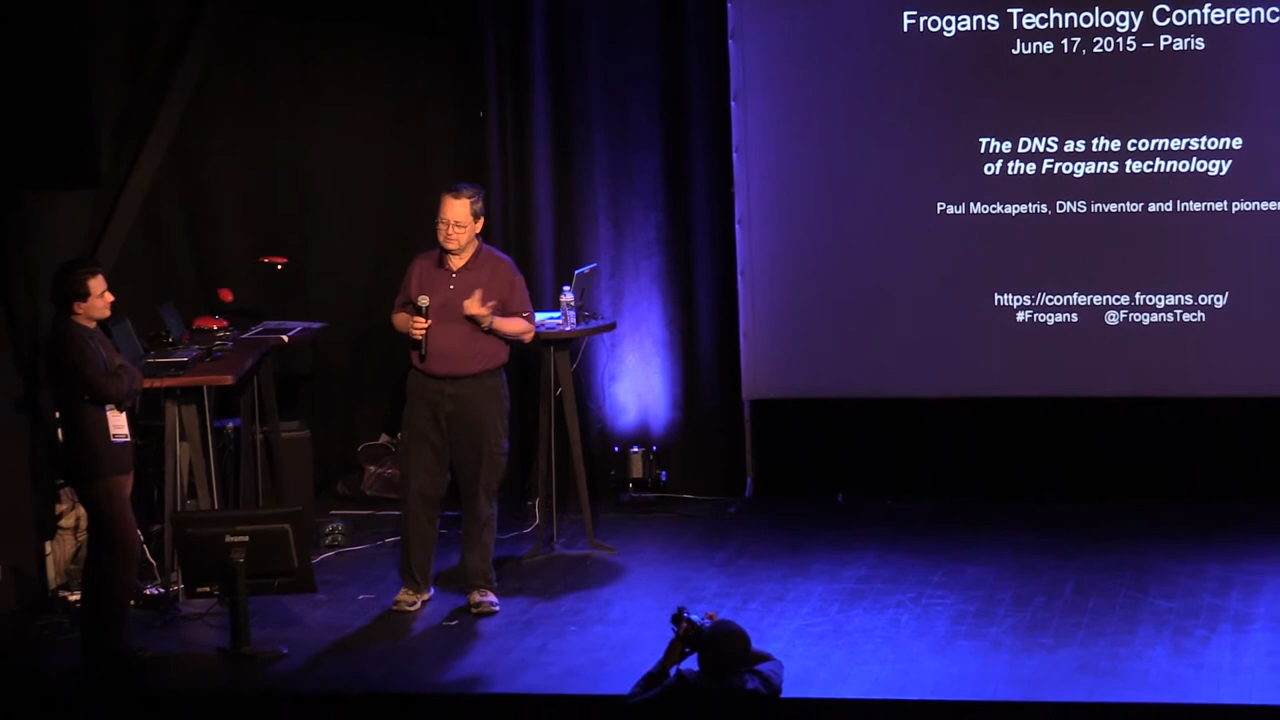 Frogans Technology Conferenc
June 17, 2015 – Paris
The DNS as the cornerstone
of the Frogans technology
Paul Mockapetris, DNS inventor and Internet pioneer
https://conference.frogans.org/
#Frogans @FrogansTech
iiyama